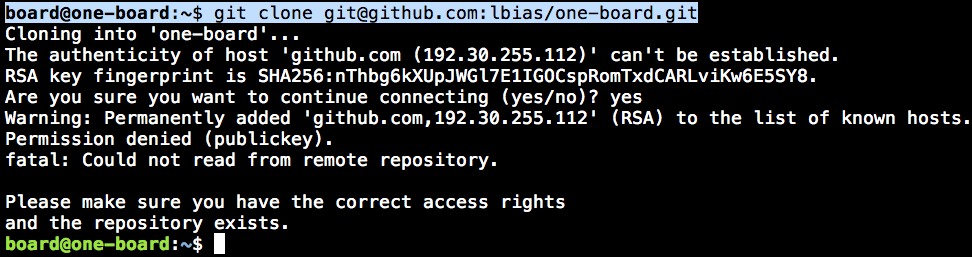 board@one-board:~$ git clone git@github.com:lbias/one-board.git
Cloning into 'one-board'...
The authenticity of host 'github.com (192.30.255.112)' can't be established.
RSA key fingerprint is SHA256:nThbg6kXUpJWGl7E1IGOCspRomTxdCARLviKw6E5SY8.
Are you sure you want to continue connecting (yes/no)? yes
Warning: Permanently added 'github.com,192.30.255.112' (RSA) to the list of known hosts.
Permission denied (publickey).
fatal: Could not read from remote repository.
Please make sure you have the correct access rights
and the repository exists.
board@one-board:~$